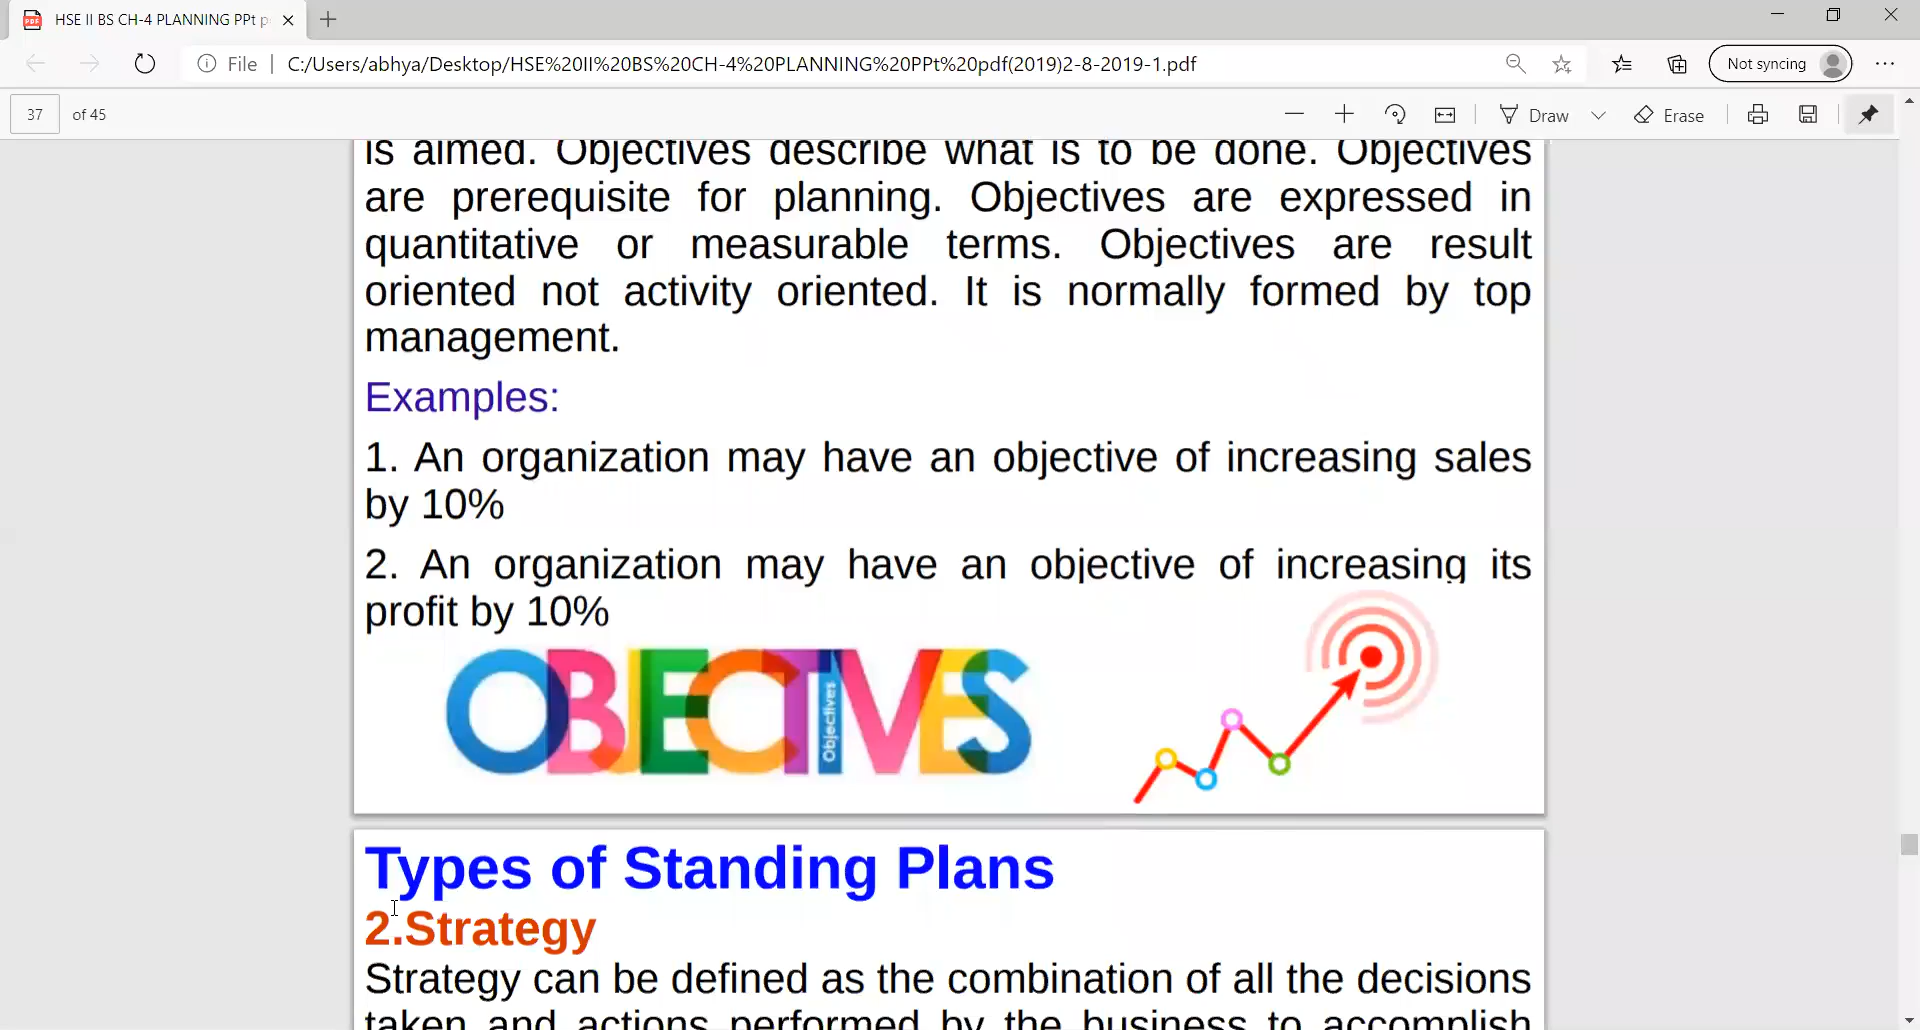 HSE II BS CH-4 PLANNING PPt p
File
C:/Users/abhya/Desktop/HSE%20II%20BS%20CH-4%20PLANNING%20PPt%20pdf(2019)2-8-2019-1.pdf
Not syncing
37 of 45
Draw
Erase
is aimed. Objectives describe what is to be done. Objectives
are prerequisite for planning. Objectives are expressed in
quantitative or measurable terms. Objectives are result
oriented not activity oriented. It is normally formed by top
management.
Examples:
1. An organization may have an objective of increasing sales
by 10%
2. An organization may have an objective of increasing its
profit by 10%
OBJECTIVES
Objectives
Types of Standing Plans
2.Strategy
Strategy can be defined as the combination of all the decisions
taken and actions performed by the business to accomplish